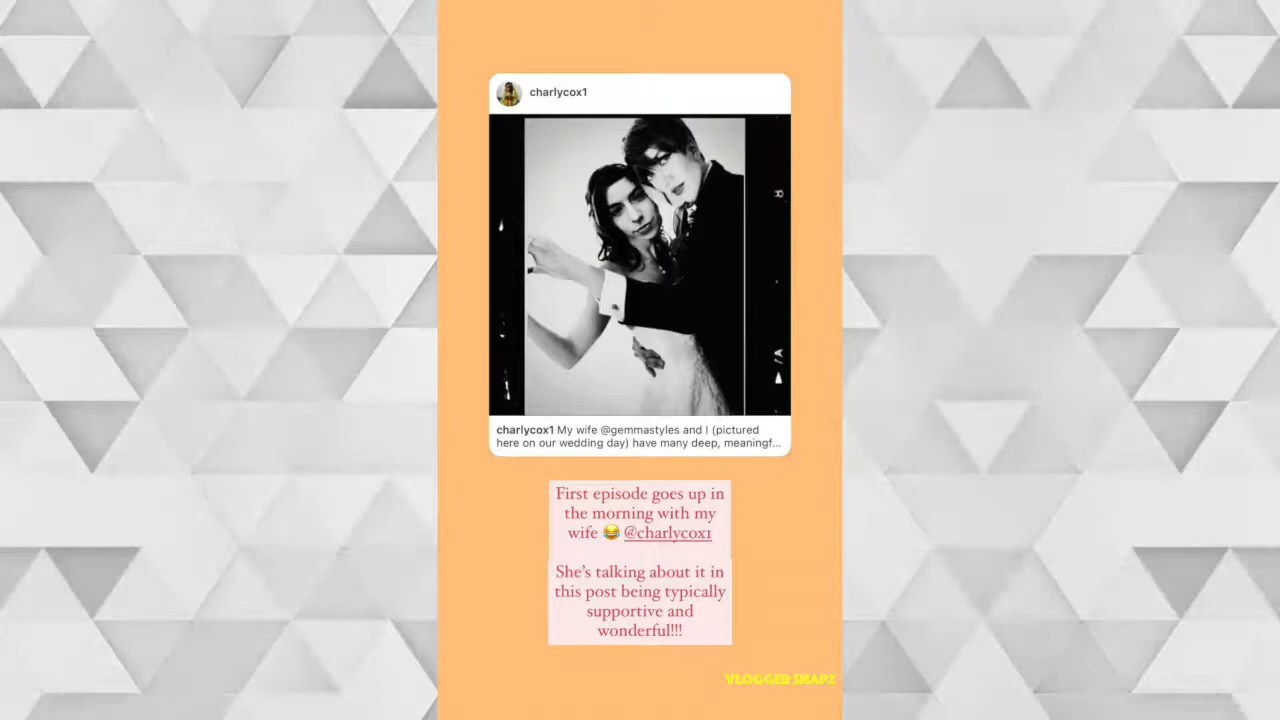 charlycox1
charlycox1 My wife @gemmastyles and I (pictured
here on our wedding day) have many deep, meaningf...
First episode goes up in
the morning with my
wife 😂 @charlycox1
She's talking about it in
this post being typically
supportive and
wonderful!!!
VLOGGER SNAPZ